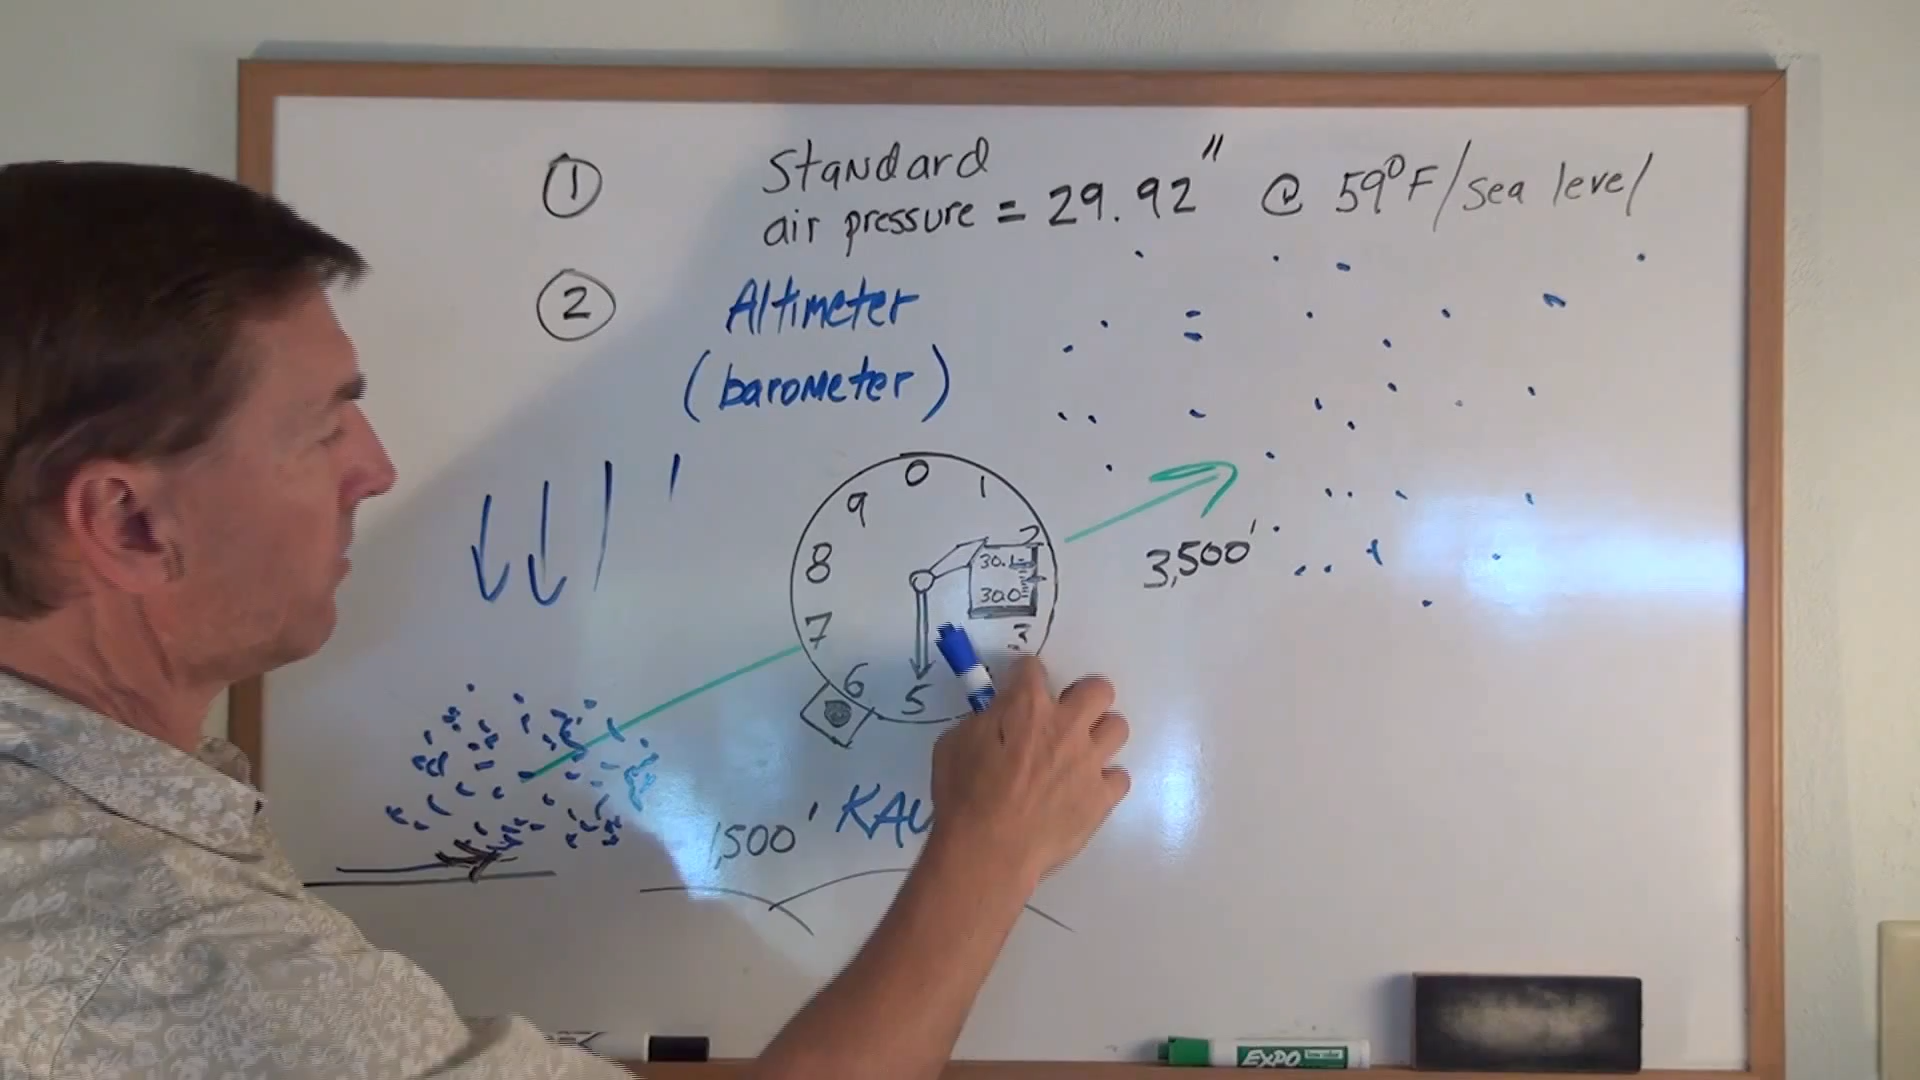 1 Standard
air pressure = 29.92" @ 59°F/sea level
2 Altimeter
(barometer)
0
9 1
2
8 30.1
30.0
7 3
6
5
3,500'
1,500' KAU
EXPO